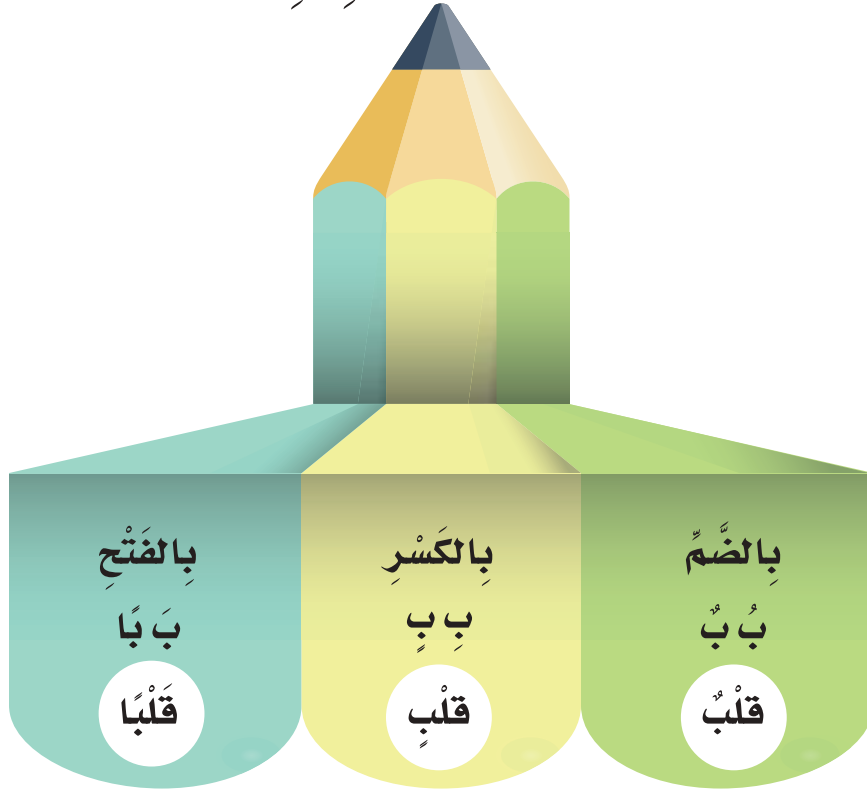 بِالضَّمِّ
بُ بٌ
قلْبٌ
بِالكَسْرِ
بِ بٍ
قلْبٍ
بِالفَتْحِ
بَ بًا
قَلْبًا